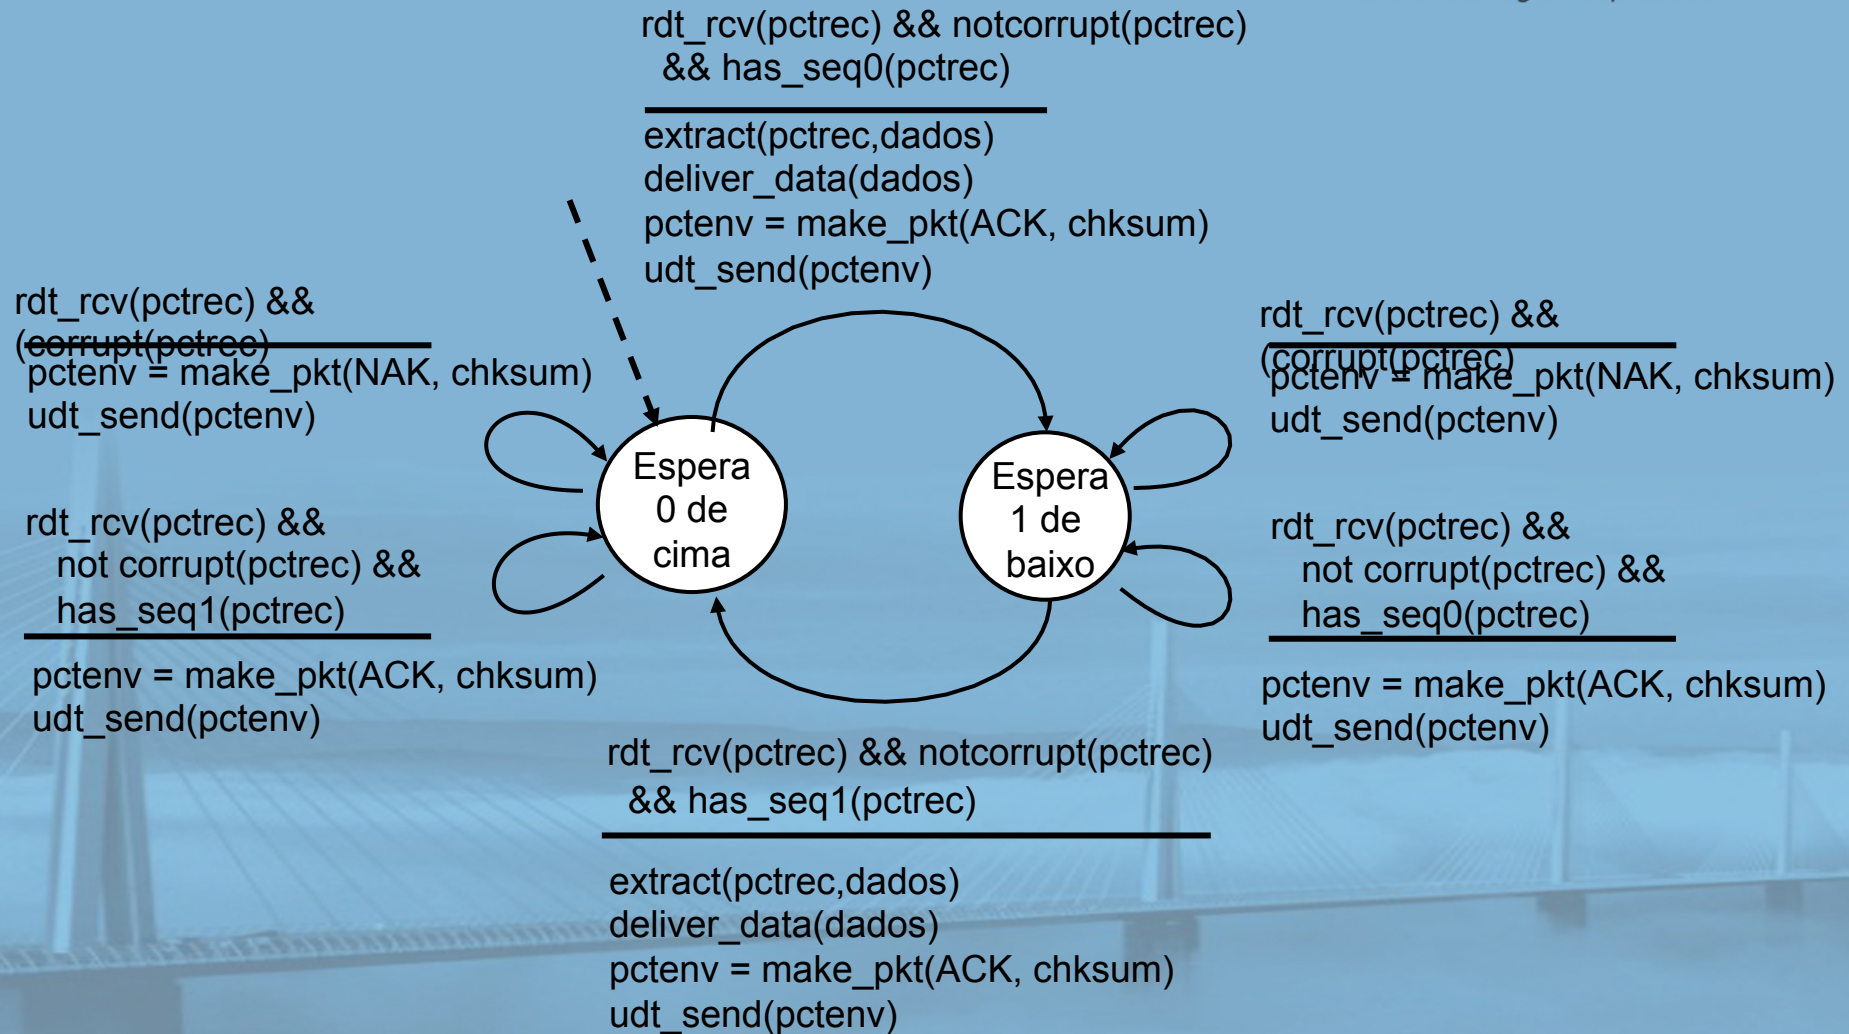 rdt_rcv(pctrec) && notcorrupt(pctrec)
&& has_seq0(pctrec)
extract(pctrec,dados)
deliver_data(dados)
pctenv = make_pkt(ACK, chksum)
udt_send(pctenv)
rdt_rcv(pctrec) &&
(corrupt(pctrec)
pctenv = make_pkt(NAK, chksum)
udt_send(pctenv)
rdt_rcv(pctrec) &&
not corrupt(pctrec) &&
has_seq1(pctrec)
pctenv = make_pkt(ACK, chksum)
udt_send(pctenv)
Espera
0 de
cima
Espera
1 de
baixo
rdt_rcv(pctrec) &&
(corrupt(pctrec)
pctenv = make_pkt(NAK, chksum)
udt_send(pctenv)
rdt_rcv(pctrec) &&
not corrupt(pctrec) &&
has_seq0(pctrec)
pctenv = make_pkt(ACK, chksum)
udt_send(pctenv)
rdt_rcv(pctrec) && notcorrupt(pctrec)
&& has_seq1(pctrec)
extract(pctrec,dados)
deliver_data(dados)
pctenv = make_pkt(ACK, chksum)
udt_send(pctenv)